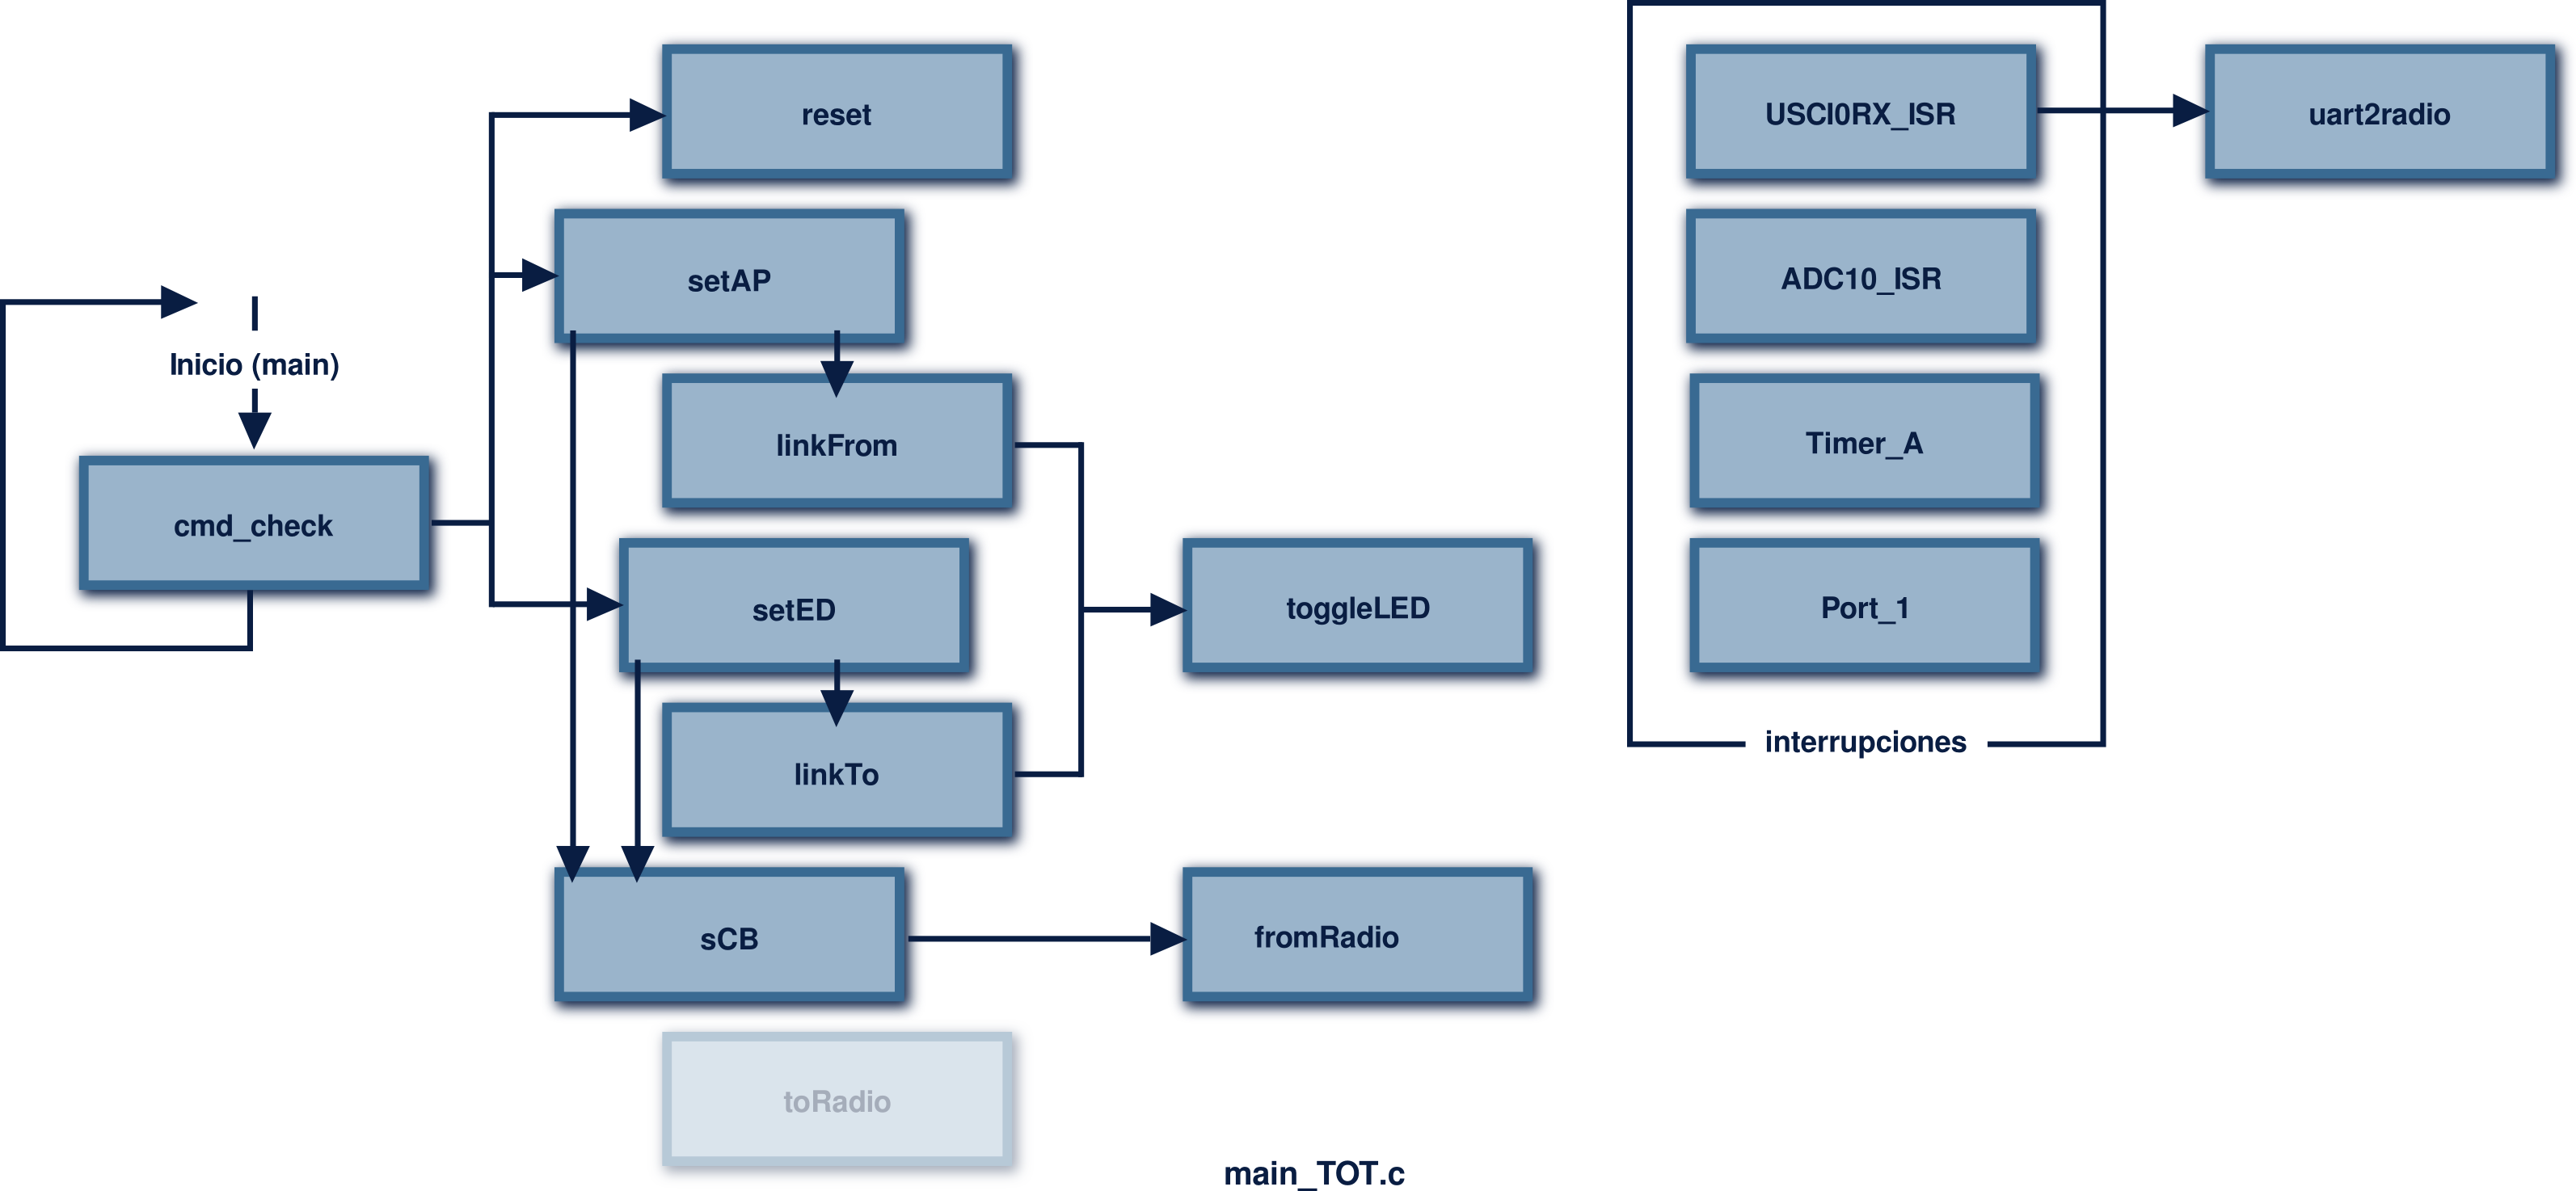 reset
USCI0RX_ISR
uart2radio
setAP
ADC10_ISR
Inicio (main)
linkFrom
Timer_A
cmd_check
setED
toggleLED
Port_1
interrupciones
linkTo
sCB
fromRadio
toRadio
main_TOT.c